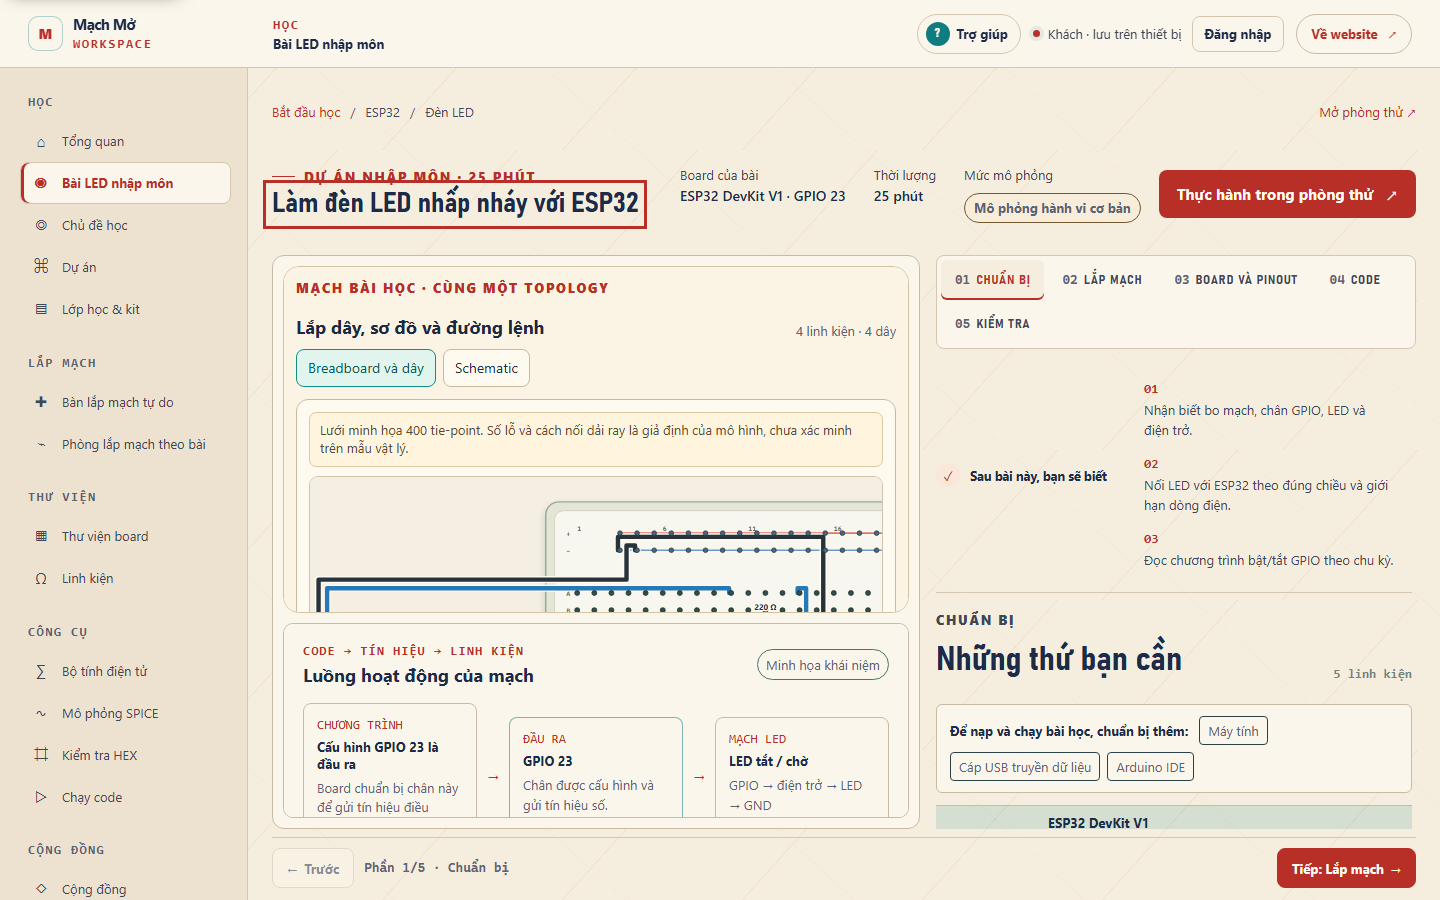 M
Mạch Mở
WORKSPACE
HỌC
Bài LED nhập môn
?
Trợ giúp
Khách · lưu trên thiết bị
Đăng nhập
Về website ↗
HỌC
Tổng quan
Bài LED nhập môn
Chủ đề học
Dự án
Lớp học & kit
LẮP MẠCH
Bàn lắp mạch tự do
Phòng lắp mạch theo bài
THƯ VIỆN
Thư viện board
Linh kiện
CÔNG CỤ
Bộ tính điện tử
Mô phỏng SPICE
Kiểm tra HEX
Chạy code
CỘNG ĐỒNG
Cộng đồng
Bắt đầu học / ESP32 / Đèn LED
Mở phòng thử ↗
DỰ ÁN NHẬP MÔN · 25 PHÚT
Làm đèn LED nhấp nháy với ESP32
Board của bài
ESP32 DevKit V1 · GPIO 23
Thời lượng
25 phút
Mức mô phỏng
Mô phỏng hành vi cơ bản
Thực hành trong phòng thử ↗
MẠCH BÀI HỌC · CÙNG MỘT TOPOLOGY
Lắp dây, sơ đồ và đường lệnh
4 linh kiện · 4 dây
Breadboard và dây
Schematic
Lưới minh họa 400 tie-point. Số lỗ và cách nối dải ray là giả định của mô hình, chưa xác minh
trên mẫu vật lý.
1 6 11 16
+
-
A
B
220 Ω
CODE → TÍN HIỆU → LINH KIỆN
Luồng hoạt động của mạch
Minh họa khái niệm
CHƯƠNG TRÌNH
Cấu hình GPIO 23 là
đầu ra
Board chuẩn bị chân này
để gửi tín hiệu điều
→
ĐẦU RA
GPIO 23
Chân được cấu hình và
gửi tín hiệu số.
→
MẠCH LED
LED tắt / chờ
GPIO → điện trở → LED
→ GND
01 CHUẨN BỊ
02 LẮP MẠCH
03 BOARD VÀ PINOUT
04 CODE
05 KIỂM TRA
✓ Sau bài này, bạn sẽ biết
01
Nhận biết bo mạch, chân GPIO, LED và
điện trở.
02
Nối LED với ESP32 theo đúng chiều và giới
hạn dòng điện.
03
Đọc chương trình bật/tắt GPIO theo chu kỳ.
CHUẨN BỊ
Những thứ bạn cần
5 linh kiện
Để nạp và chạy bài học, chuẩn bị thêm:
Máy tính
Cáp USB truyền dữ liệu
Arduino IDE
ESP32 DevKit V1
← Trước
Phần 1/5 · Chuẩn bị
Tiếp: Lắp mạch →